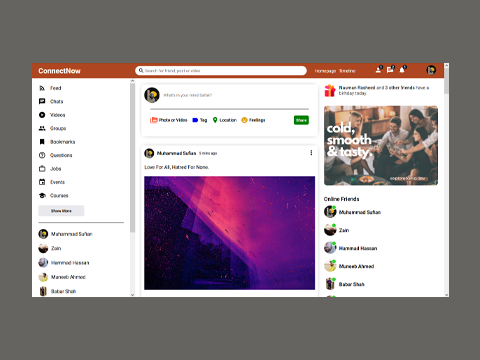 ConnectNow
Search for friend, post or video
Homepage Timeline
Feed
Chats
Videos
Groups
Bookmarks
Questions
Jobs
Events
Courses
Show More
Muhammad Sufian
Zain
Hammad Hassan
Muneeb Ahmed
Babar Shah
What's in your mind Safak?
Photo or Video
Tag
Location
Feelings
Share
Muhammad Sufian 5 mins ago
Love For All, Hatred For None.
Nauman Rasheed and 3 other friends have a
birthday today
cold,
smooth
& tasty.
Online Friends
Muhammad Sufian
Zain
Hammad Hassan
Muneeb Ahmed
Babar Shah